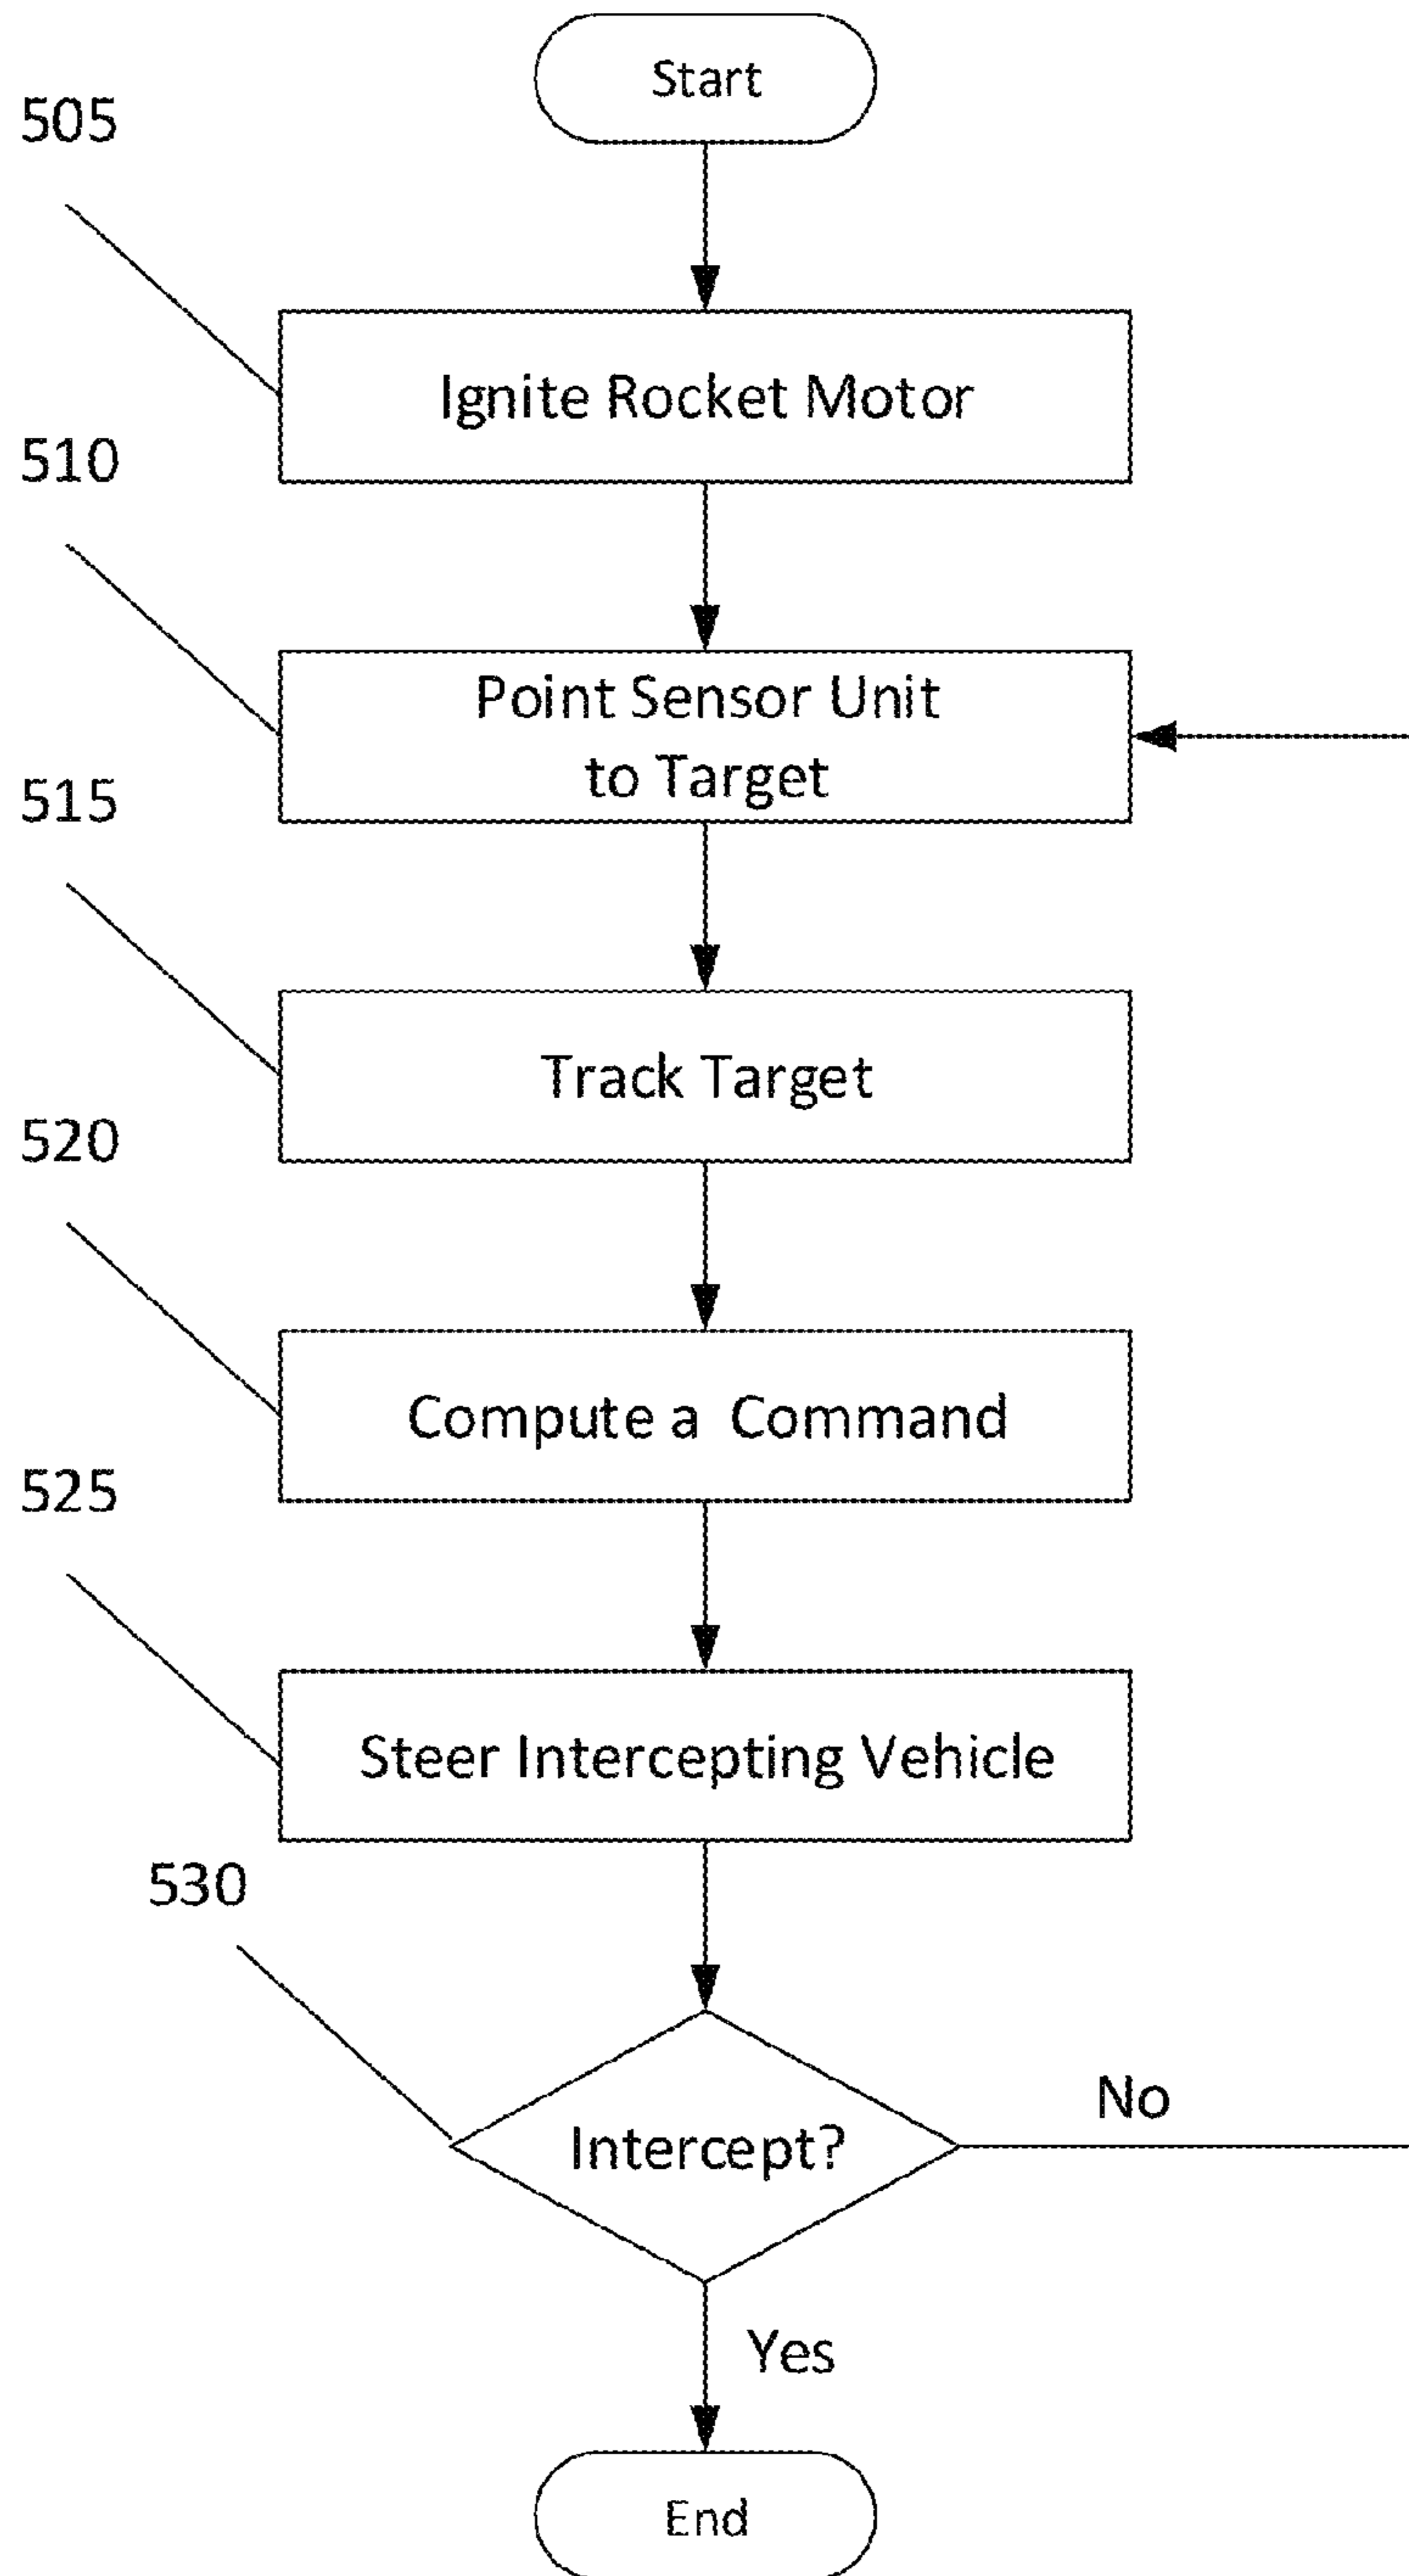 Start
505
Ignite Rocket Motor
510
Point Sensor Unit
to Target
515
Track Target
520
Compute a Command
525
Steer Intercepting Vehicle
530
Intercept?
No
Yes
End